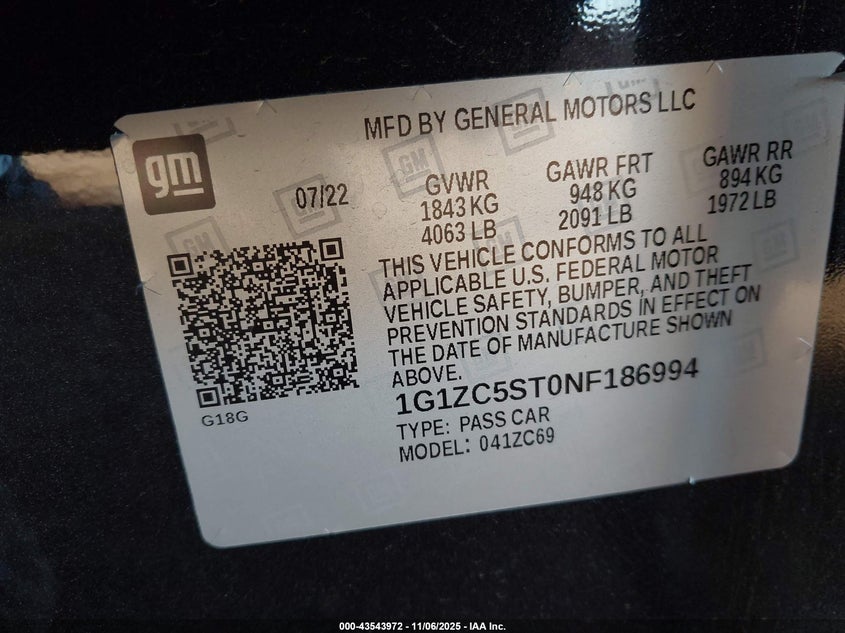 MFD BY GENERAL MOTORS LLC
gm
07/22
GVWR
1843 KG
4063 LB
GAWR FRT
948 KG
2091 LB
GAWR RR
894 KG
1972 LB
THIS VEHICLE CONFORMS TO ALL
APPLICABLE U.S. FEDERAL MOTOR
VEHICLE SAFETY, BUMPER, AND THEFT
PREVENTION STANDARDS IN EFFECT ON
THE DATE OF MANUFACTURE SHOWN
ABOVE.
1G1ZC5ST0NF186994
TYPE: PASS CAR
MODEL: 041ZC69
G18G
000-43543972 - 11/06/2025 - IAA Inc.